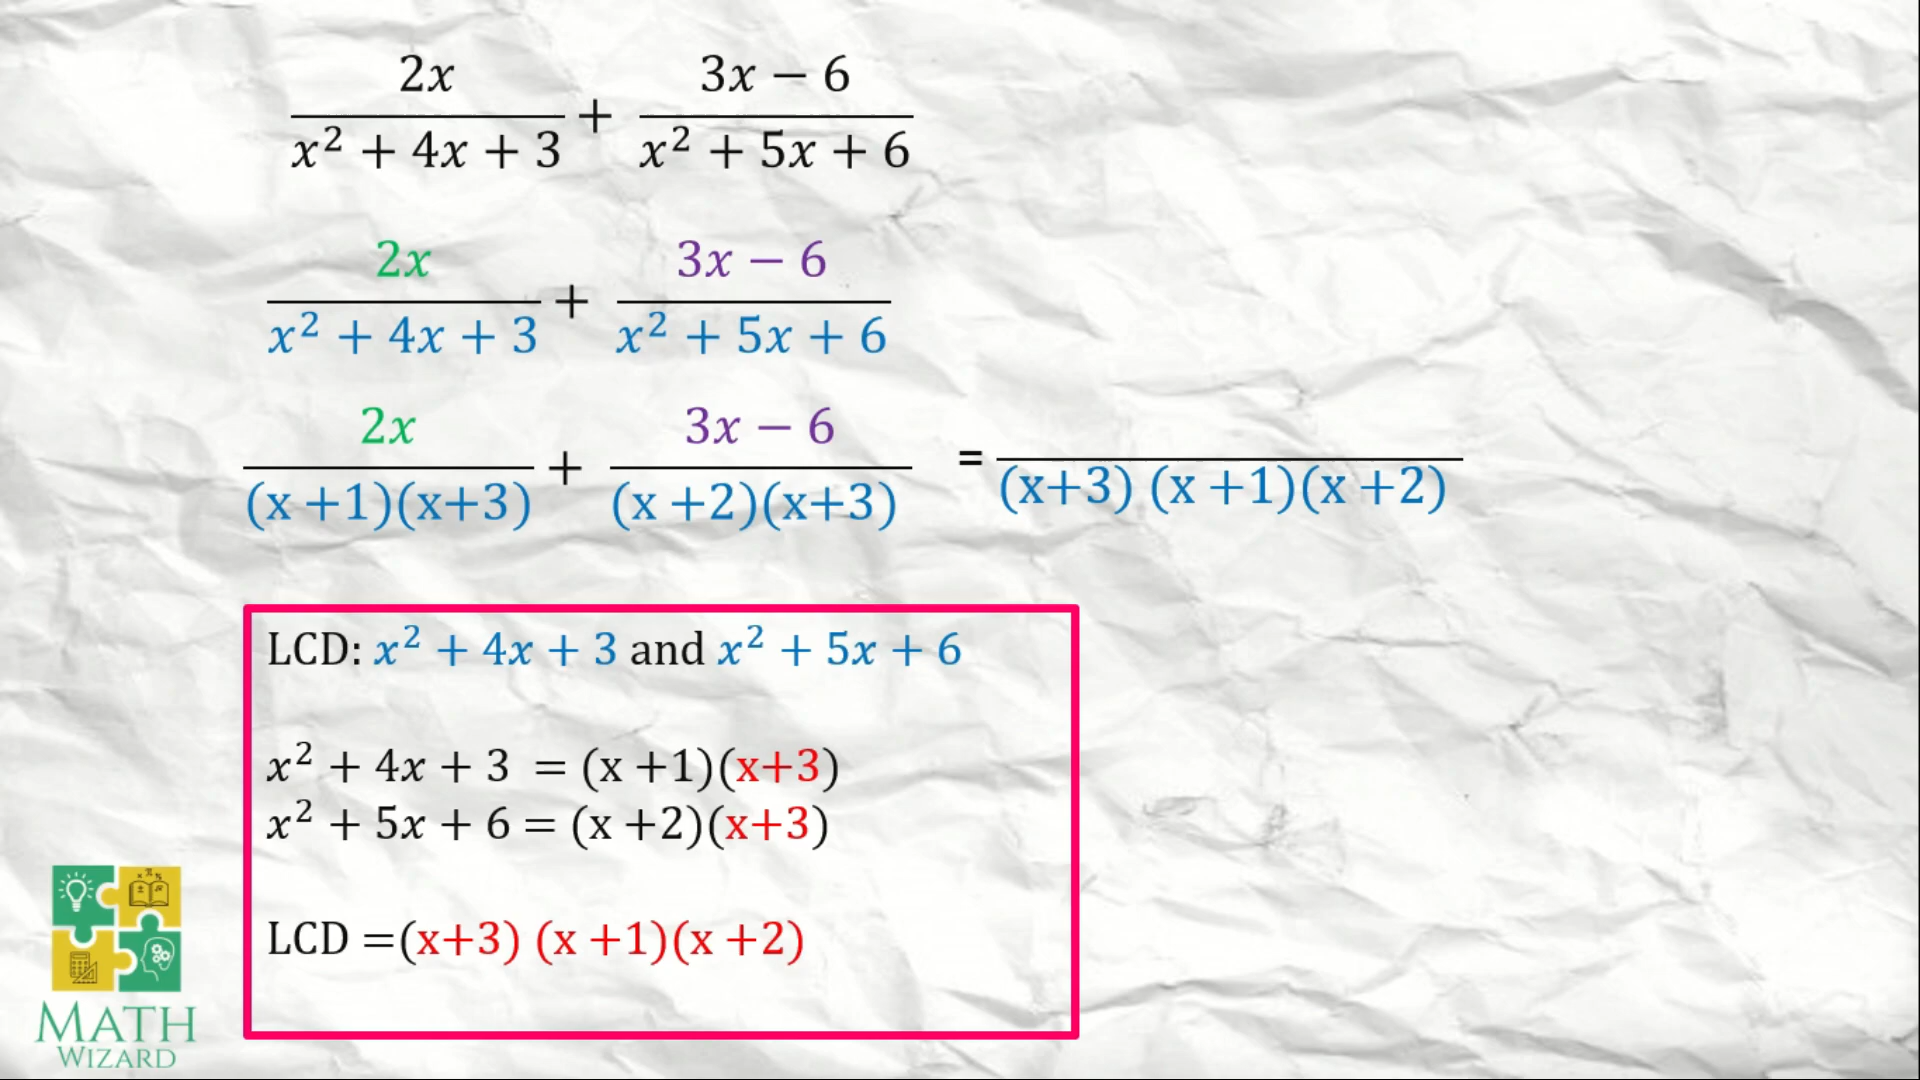 2x/(x² + 4x + 3) + (3x − 6)/(x² + 5x + 6)
2x/(x² + 4x + 3) + (3x − 6)/(x² + 5x + 6)
2x/((x +1)(x+3)) + (3x − 6)/((x +2)(x+3)) = /((x+3) (x +1)(x +2))
LCD: x² + 4x + 3 and x² + 5x + 6
x² + 4x + 3 = (x +1)(x+3)
x² + 5x + 6 = (x +2)(x+3)
LCD =(x+3) (x +1)(x +2)
MATH
WIZARD